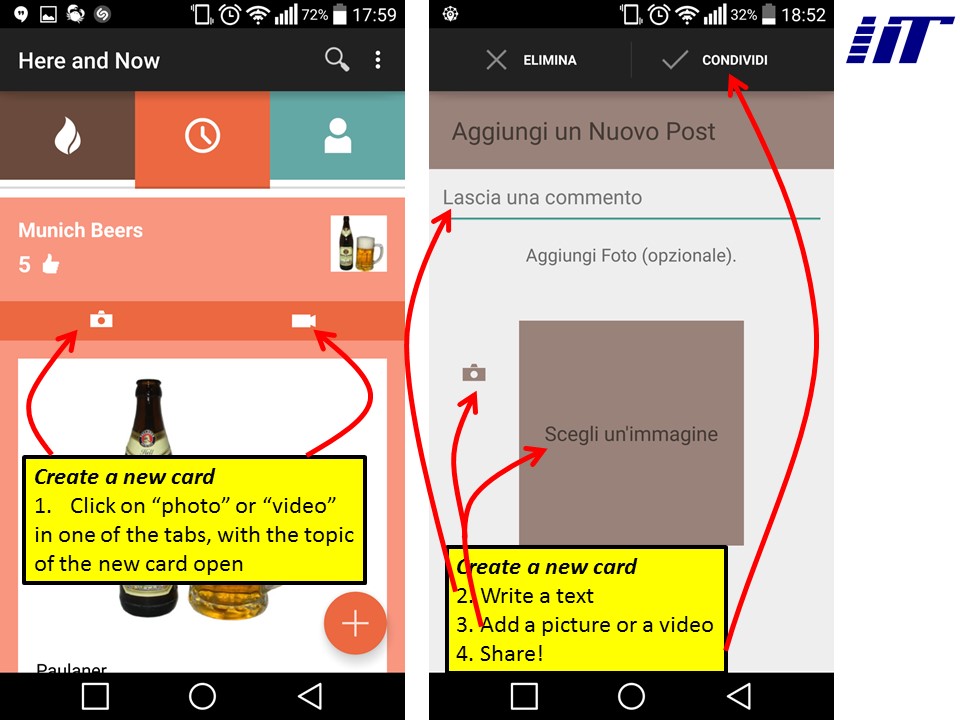 72% 17:59
Here and Now
Munich Beers
5
Create a new card
1. Click on “photo” or “video”
in one of the tabs, with the topic
of the new card open
Paulaner
32% 18:52
ELIMINA
CONDIVIDI
Aggiungi un Nuovo Post
Lascia una commento
Aggiungi Foto (opzionale).
Scegli un'immagine
Create a new card
2. Write a text
3. Add a picture or a video
4. Share!
IIT